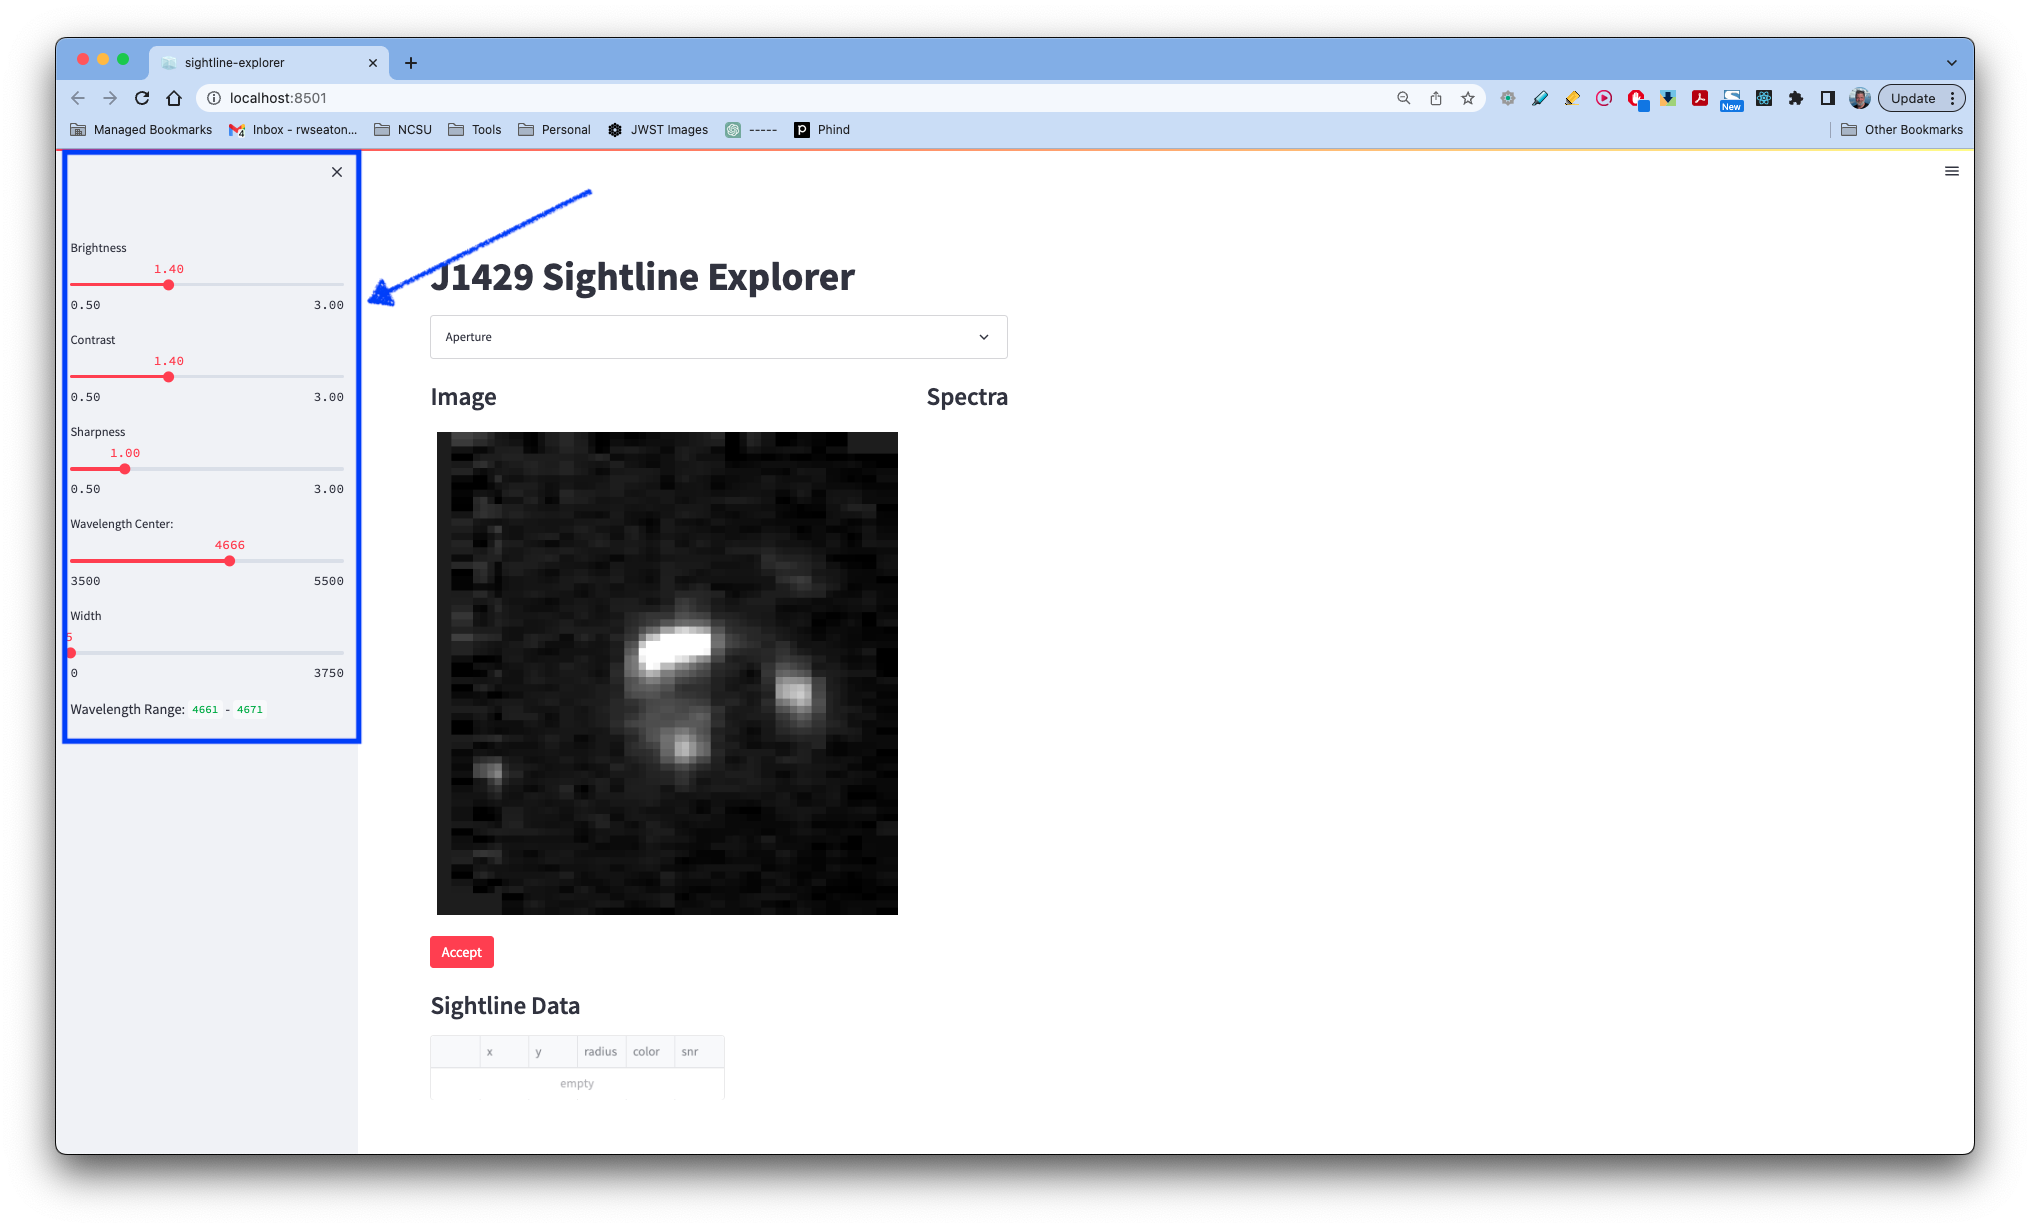 sightline-explorer
localhost:8501
New
Update
Managed Bookmarks
4
Inbox - rwseaton...
NCSU
Tools
Personal
JWST Images
-----
Phind
Other Bookmarks
Brightness
1.40
0.50 3.00
Contrast
1.40
0.50 3.00
Sharpness
1.00
0.50 3.00
Wavelength Center:
4666
3500 5500
Width
5
0 3750
Wavelength Range: 4661 - 4671
J1429 Sightline Explorer
Aperture
Image Spectra
Accept
Sightline Data
x y radius color snr
empty